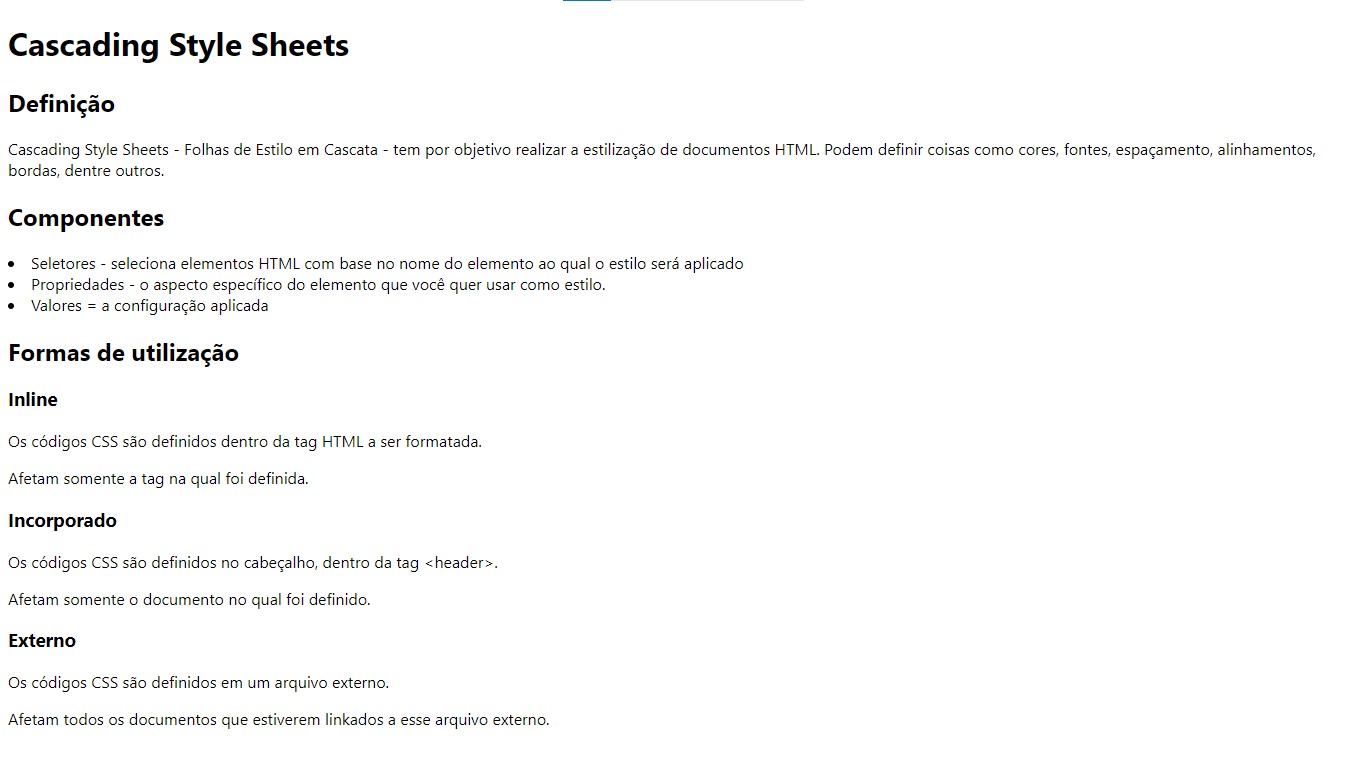 Cascading Style Sheets
Definição
Cascading Style Sheets - Folhas de Estilo em Cascata - tem por objetivo realizar a estilização de documentos HTML. Podem definir coisas como cores, fontes, espaçamento, alinhamentos,
bordas, dentre outros.
Componentes
• Seletores - seleciona elementos HTML com base no nome do elemento ao qual o estilo será aplicado
• Propriedades - o aspecto específico do elemento que você quer usar como estilo.
• Valores = a configuração aplicada
Formas de utilização
Inline
Os códigos CSS são definidos dentro da tag HTML a ser formatada.
Afetam somente a tag na qual foi definida.
Incorporado
Os códigos CSS são definidos no cabeçalho, dentro da tag <header>.
Afetam somente o documento no qual foi definido.
Externo
Os códigos CSS são definidos em um arquivo externo.
Afetam todos os documentos que estiverem linkados a esse arquivo externo.